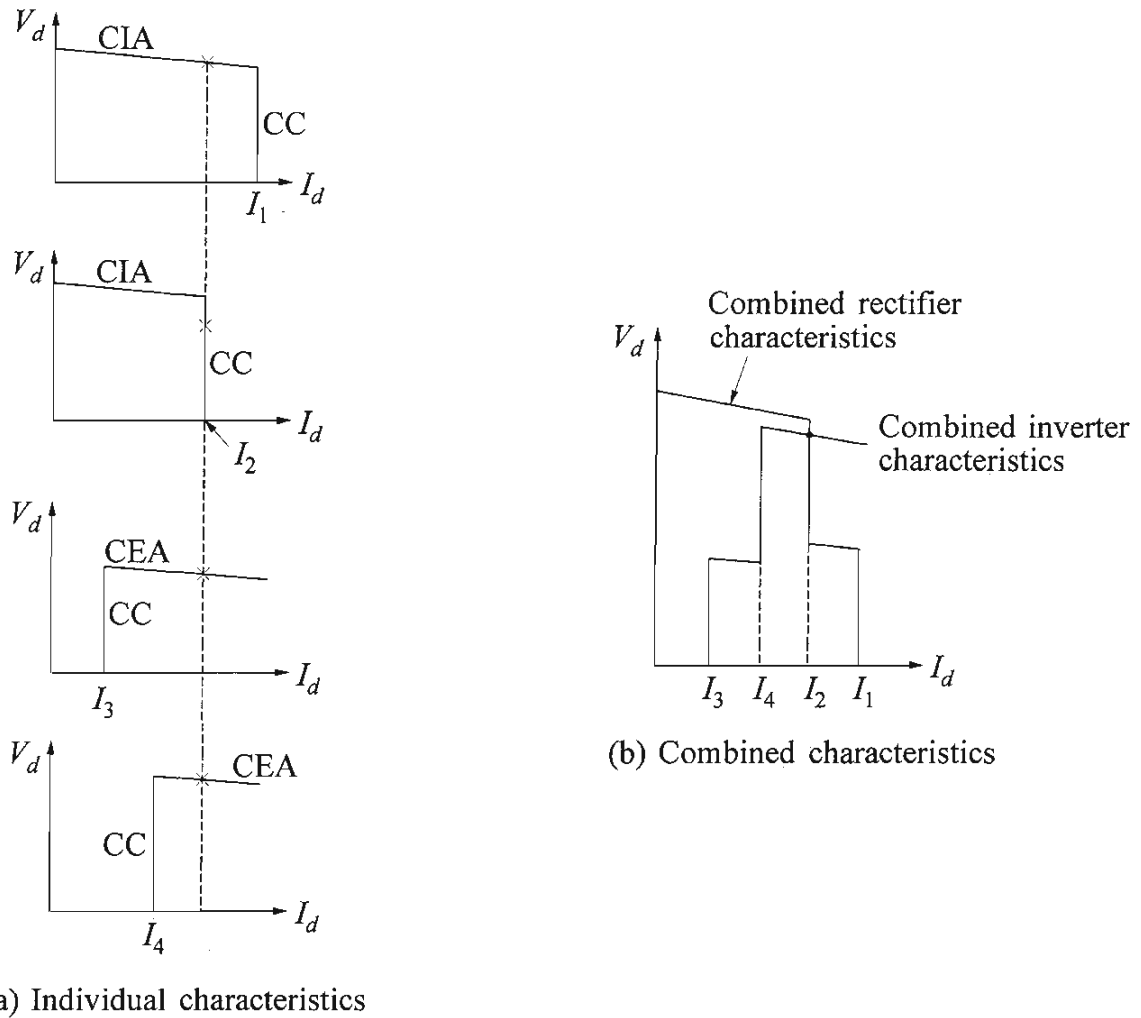 V_d
CIA
CC
I_d
I_1
V_d
CIA
CC
I_d
I_2
V_d
CEA
CC
I_d
I_3
V_d
CEA
CC
I_d
I_4
a) Individual characteristics
Combined rectifier
characteristics
V_d
Combined inverter
characteristics
I_3 I_4 I_2 I_1 I_d
(b) Combined characteristics